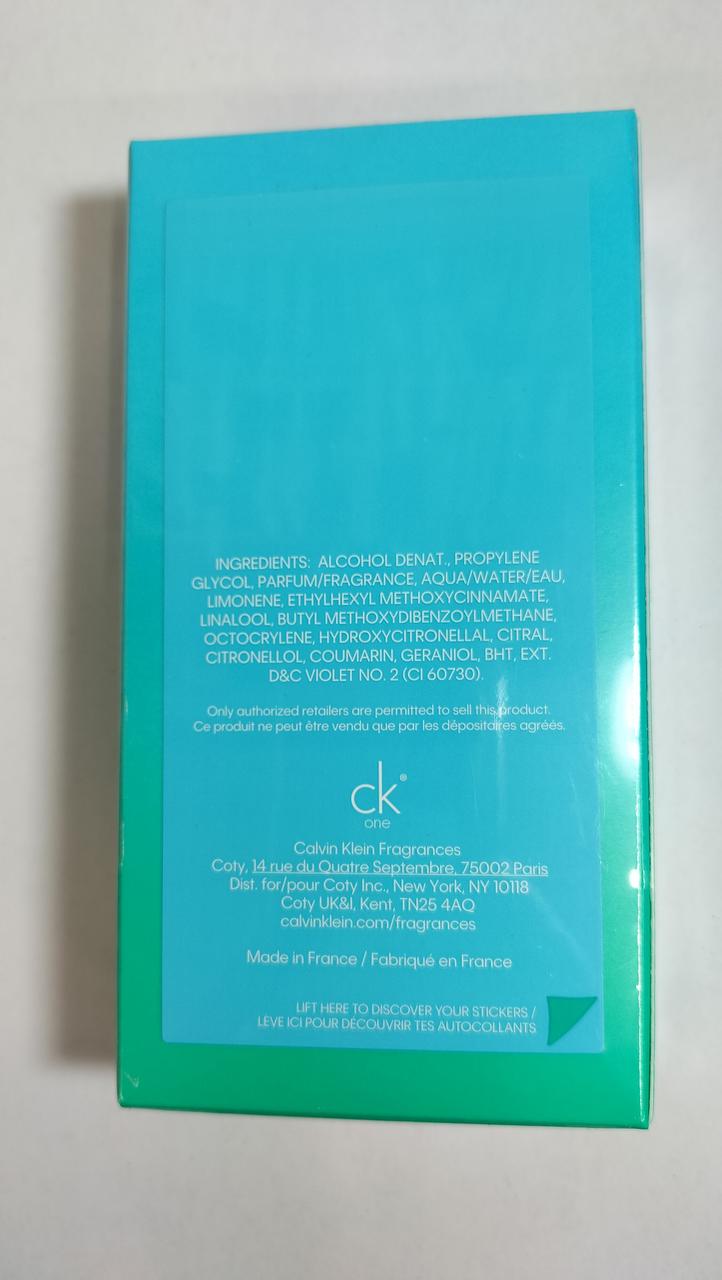 INGREDIENTS: ALCOHOL DENAT., PROPYLENE
GLYCOL, PARFUM/FRAGRANCE, AQUA/WATER/EAU,
LIMONENE, ETHYLHEXYL METHOXYCINNAMATE,
LINALOOL, BUTYL METHOXYDIBENZOYLMETHANE,
OCTOCRYLENE, HYDROXYCITRONELLAL, CITRAL,
CITRONELLOL, COUMARIN, GERANIOL, BHT, EXT.
D&C VIOLET NO. 2 (CI 60730).
Only authorized retailers are permitted to sell this product.
Ce produit ne peut être vendu que par les dépositaires agréés.
ck®
one
Calvin Klein Fragrances
Coty, 14 rue du Quatre Septembre, 75002 Paris
Dist. for/pour Coty Inc., New York, NY 10118
Coty UK&I, Kent, TN25 4AQ
calvinklein.com/fragrances
Made in France / Fabriqué en France
LIFT HERE TO DISCOVER YOUR STICKERS /
LÈVE ICI POUR DÉCOUVRIR TES AUTOCOLLANTS